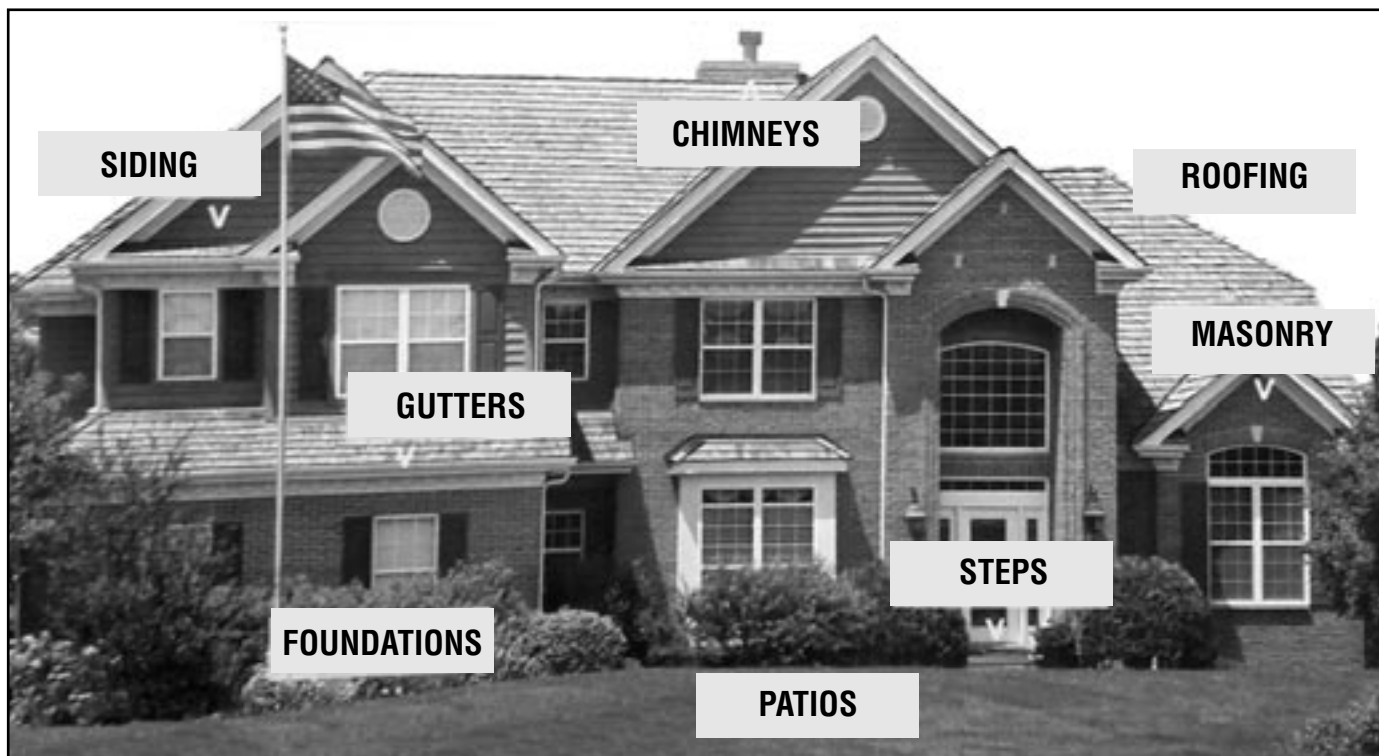 CHIMNEYS
SIDING
ROOFING
MASONRY
GUTTERS
STEPS
FOUNDATIONS
PATIOS